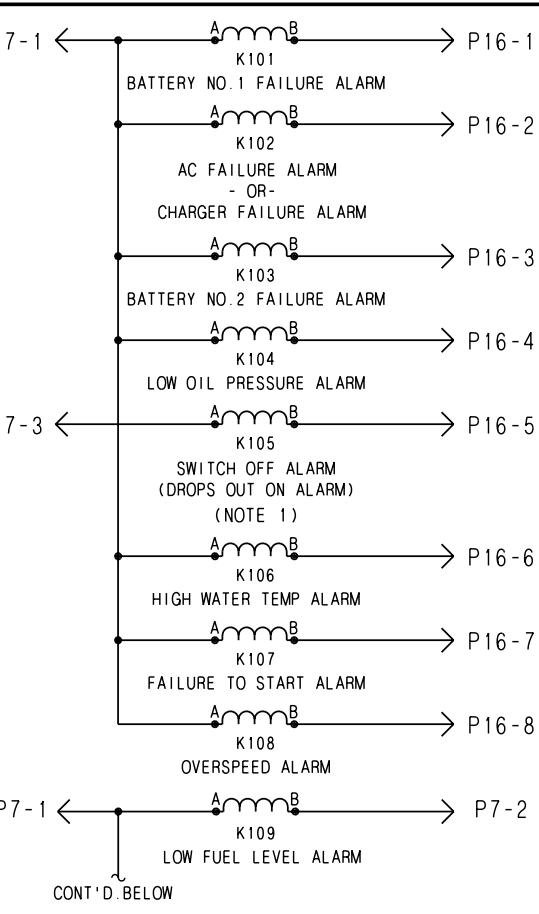 7-1 A B P16-1
K101
BATTERY NO.1 FAILURE ALARM
A B P16-2
K102
AC FAILURE ALARM
- OR-
CHARGER FAILURE ALARM
A B P16-3
K103
BATTERY NO.2 FAILURE ALARM
A B P16-4
K104
LOW OIL PRESSURE ALARM
7-3 A B P16-5
K105
SWITCH OFF ALARM
(DROPS OUT ON ALARM)
(NOTE 1)
A B P16-6
K106
HIGH WATER TEMP ALARM
A B P16-7
K107
FAILURE TO START ALARM
A B P16-8
K108
OVERSPEED ALARM
P7-1 A B P7-2
K109
LOW FUEL LEVEL ALARM
CONT'D.BELOW